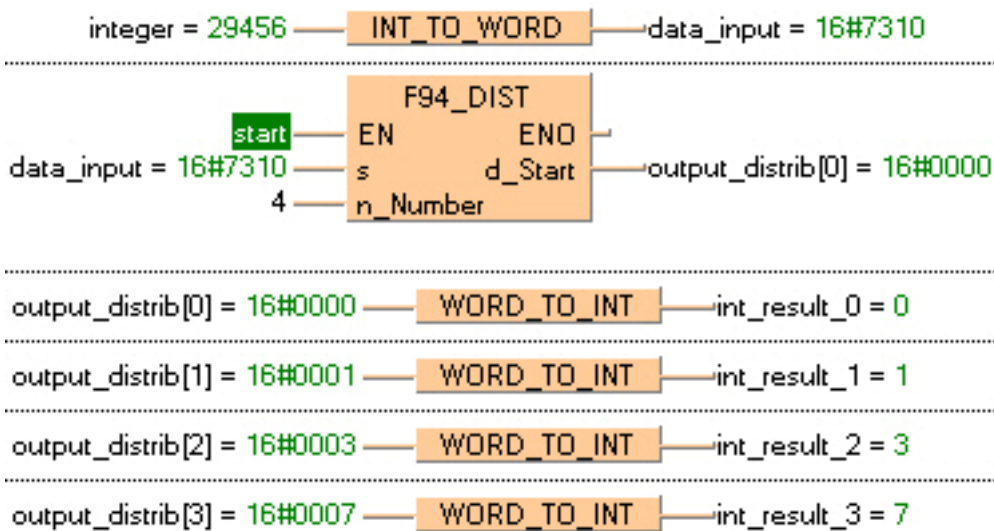 integer = 29456 INT_TO_WORD data_input = 16#7310
F94_DIST
start EN ENO
data_input = 16#7310 s d_Start output_distrib[0] = 16#0000
4 n_Number
output_distrib[0] = 16#0000 WORD_TO_INT int_result_0 = 0
output_distrib[1] = 16#0001 WORD_TO_INT int_result_1 = 1
output_distrib[2] = 16#0003 WORD_TO_INT int_result_2 = 3
output_distrib[3] = 16#0007 WORD_TO_INT int_result_3 = 7